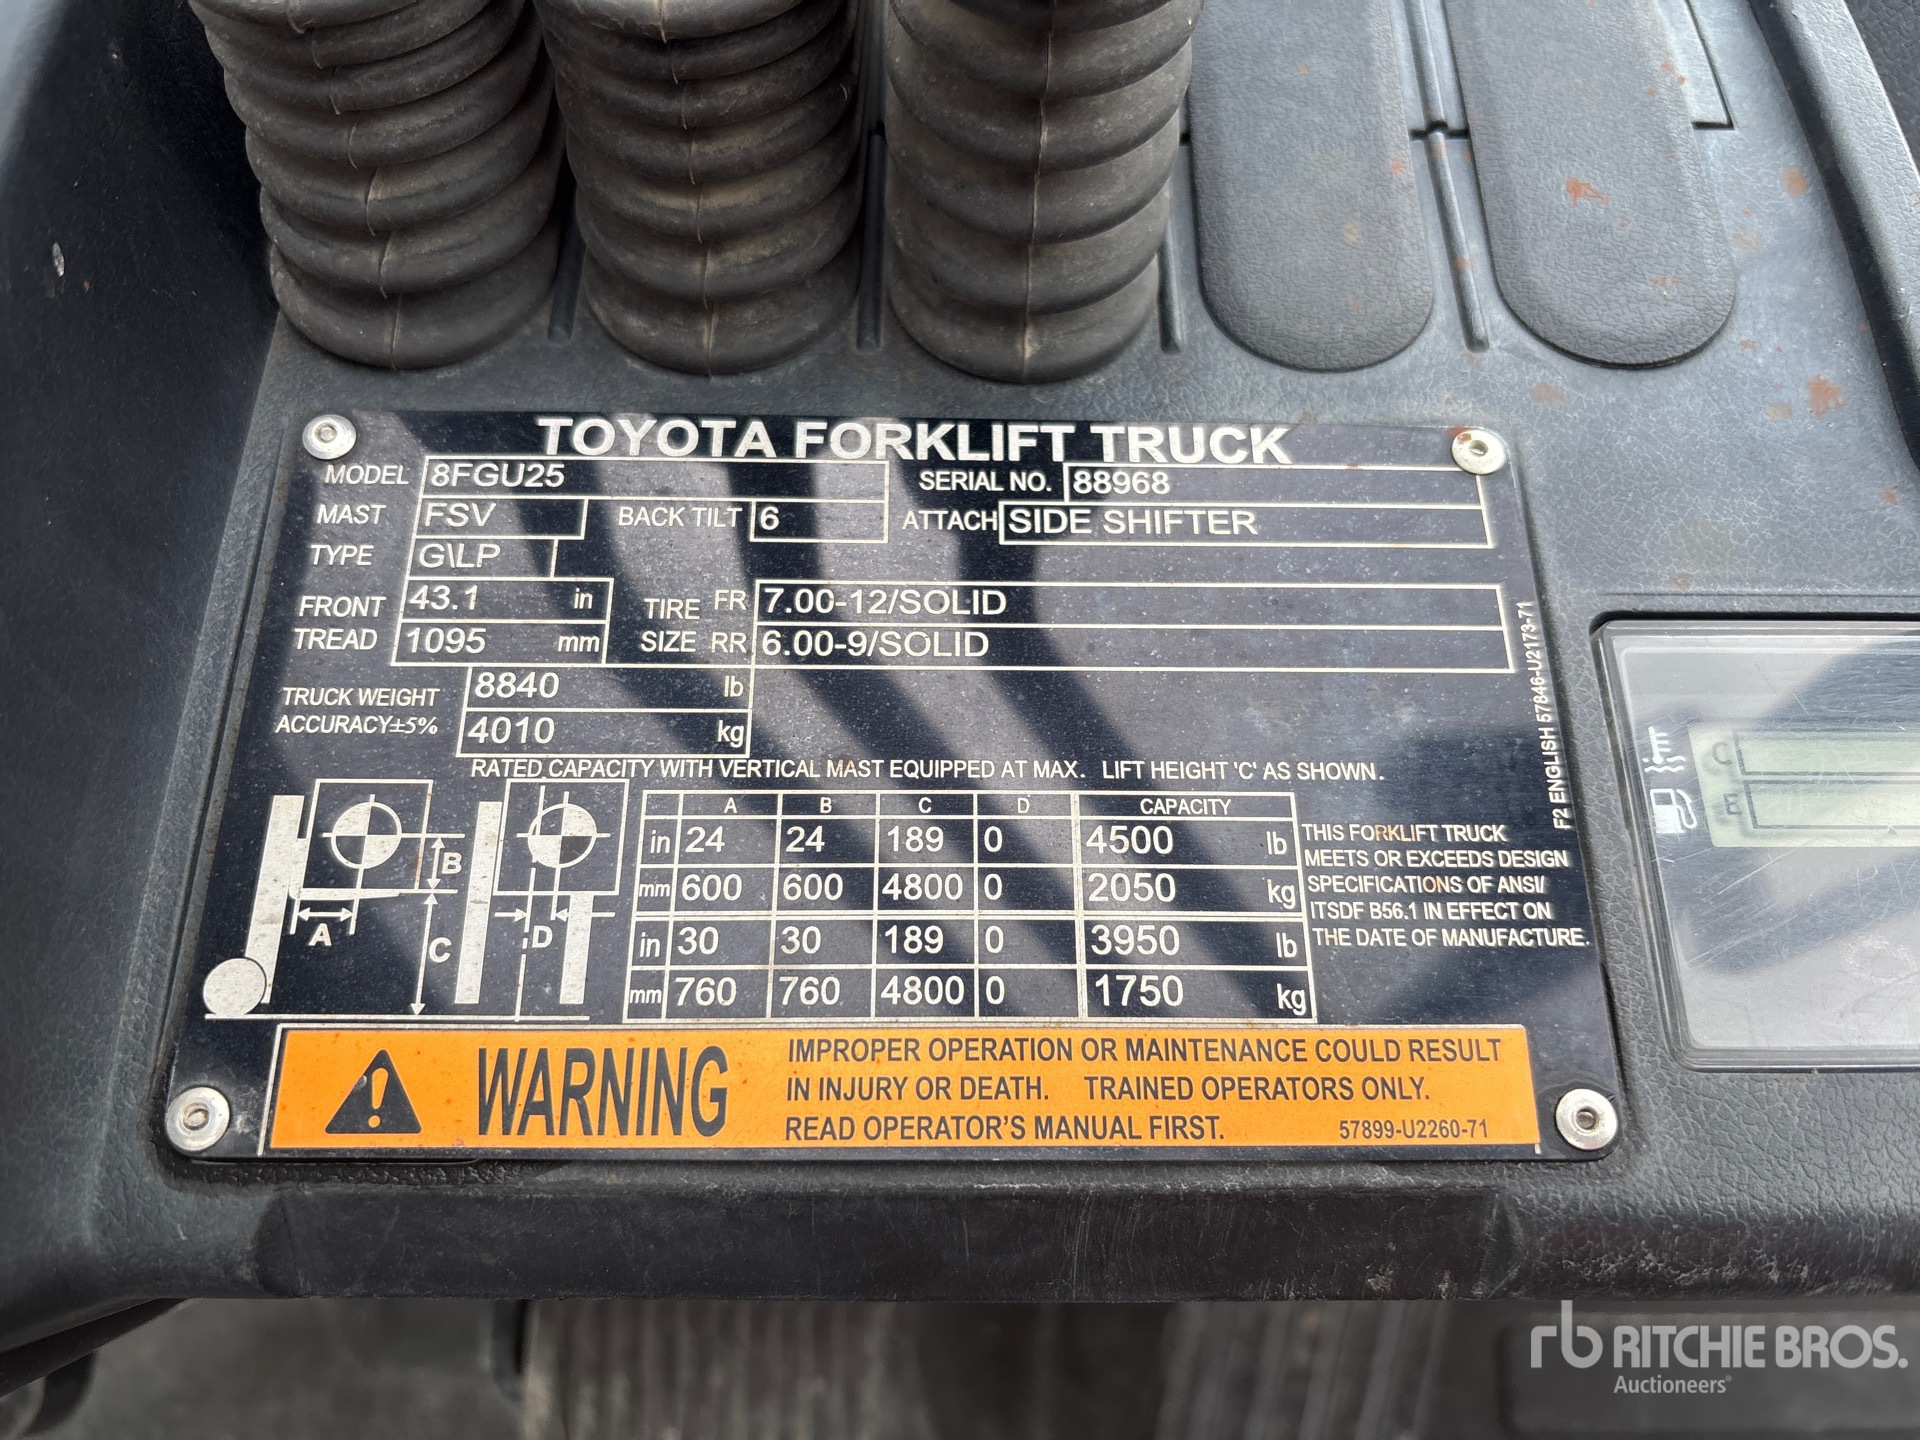 TOYOTA FORKLIFT TRUCK
MODEL 8FGU25 SERIAL NO. 88968
MAST FSV BACK TILT 6 ATTACH SIDE SHIFTER
TYPE G\LP
FRONT TREAD 43.1 in 1095 mm
TIRE SIZE FR 7.00-12/SOLID
RR 6.00-9/SOLID
TRUCK WEIGHT 8840 lb
ACCURACY±5% 4010 kg
RATED CAPACITY WITH VERTICAL MAST EQUIPPED AT MAX. LIFT HEIGHT 'C' AS SHOWN.
A B C D
A B C D CAPACITY
in 24 24 189 0 4500 lb
mm 600 600 4800 0 2050 kg
in 30 30 189 0 3950 lb
mm 760 760 4800 0 1750 kg
THIS FORKLIFT TRUCK
MEETS OR EXCEEDS DESIGN
SPECIFICATIONS OF ANSI/
ITSDF B56.1 IN EFFECT ON
THE DATE OF MANUFACTURE.
F2 ENGLISH 57846-U2173-71
WARNING
IMPROPER OPERATION OR MAINTENANCE COULD RESULT
IN INJURY OR DEATH. TRAINED OPERATORS ONLY.
READ OPERATOR'S MANUAL FIRST. 57899-U2260-71
C
E
rb RITCHIE BROS.
Auctioneers